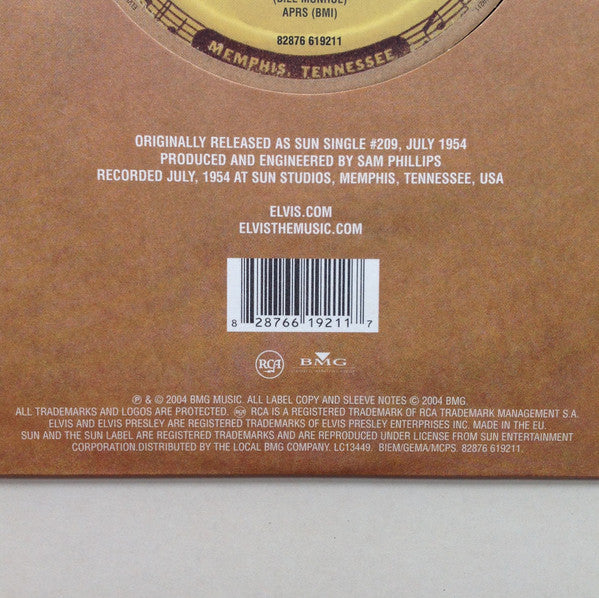 (BILL MONROE)
APRS (BMI)
82876 619211
MEMPHIS, TENNESSEE
ORIGINALLY RELEASED AS SUN SINGLE #209, JULY 1954
PRODUCED AND ENGINEERED BY SAM PHILLIPS
RECORDED JULY, 1954 AT SUN STUDIOS, MEMPHIS, TENNESSEE, USA
ELVIS.COM
ELVISTHEMUSIC.COM
8 28766 19211 7
RCA BMG
℗ & © 2004 BMG MUSIC. ALL LABEL COPY AND SLEEVE NOTES © 2004 BMG.
ALL TRADEMARKS AND LOGOS ARE PROTECTED. RCA RCA IS A REGISTERED TRADEMARK OF RCA TRADEMARK MANAGEMENT S.A.
ELVIS AND ELVIS PRESLEY ARE REGISTERED TRADEMARKS OF ELVIS PRESLEY ENTERPRISES INC. MADE IN THE EU.
SUN AND THE SUN LABEL ARE REGISTERED TRADEMARKS AND ARE REPRODUCED UNDER LICENSE FROM SUN ENTERTAINMENT
CORPORATION.DISTRIBUTED BY THE LOCAL BMG COMPANY. LC13449. BIEM/GEMA/MCPS. 82876 619211.